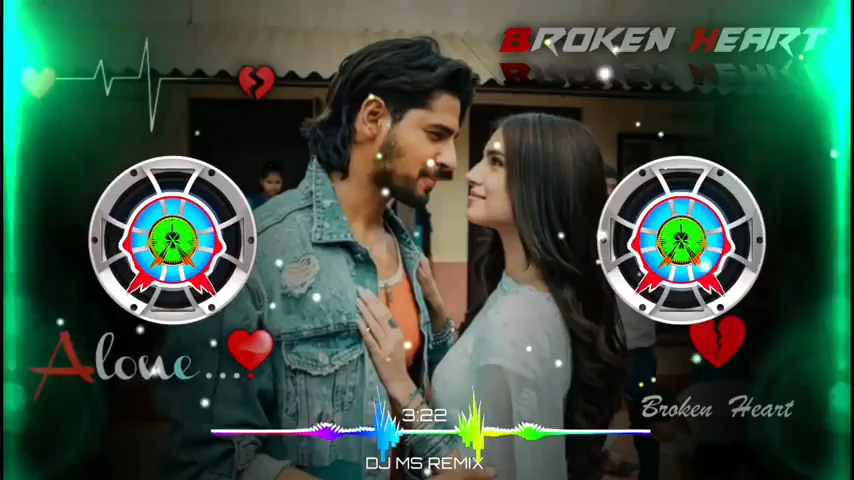 Broken Heart
Alone...
Broken Heart
3:22
DJ MS REMIX